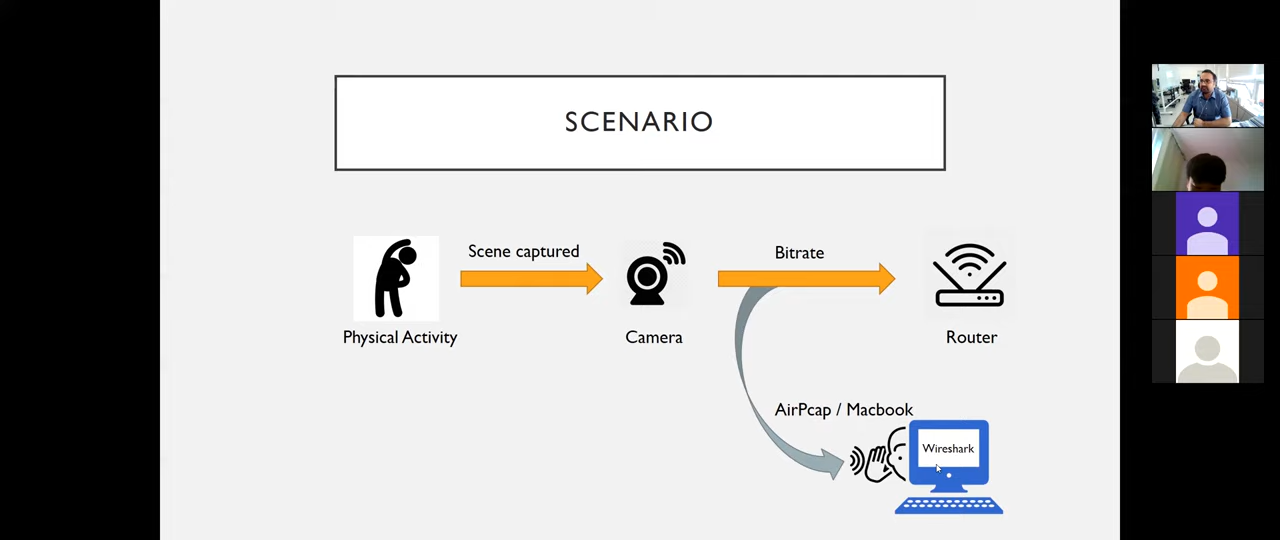 SCENARIO
Scene captured
Bitrate
Physical Activity
Camera
Router
AirPcap / Macbook
Wireshark